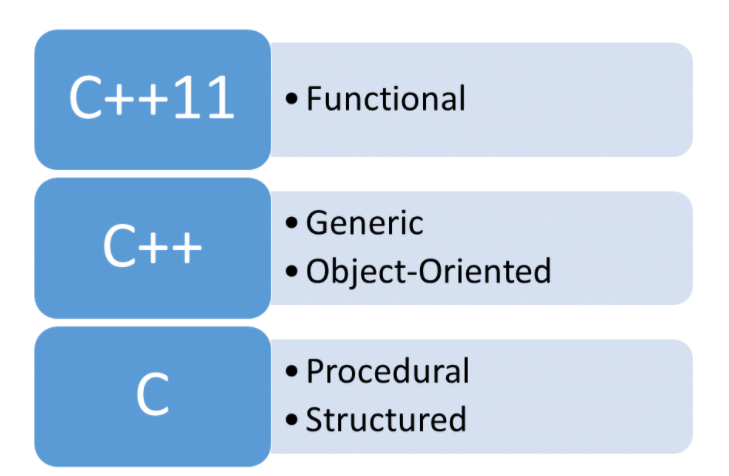 C++11
• Functional
C++
• Generic
• Object-Oriented
C
• Procedural
• Structured